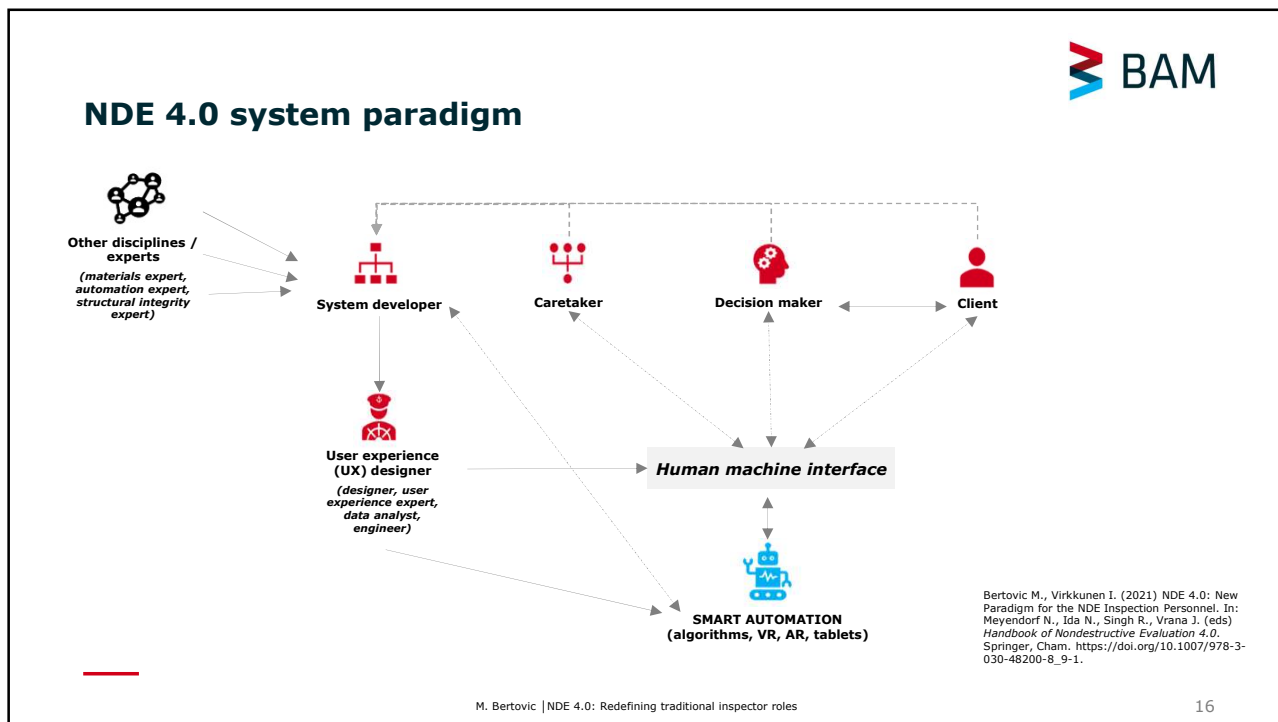 BAM
NDE 4.0 system paradigm
Other disciplines /
experts
(materials expert,
automation expert,
structural integrity
expert)
System developer
Caretaker
Decision maker
Client
User experience
(UX) designer
(designer, user
experience expert,
data analyst,
engineer)
Human machine interface
SMART AUTOMATION
(algorithms, VR, AR, tablets)
Bertovic M., Virkkunen I. (2021) NDE 4.0: New
Paradigm for the NDE Inspection Personnel. In:
Meyendorf N., Ida N., Singh R., Vrana J. (eds)
Handbook of Nondestructive Evaluation 4.0.
Springer, Cham. https://doi.org/10.1007/978-3-
030-48200-8_9-1.
M. Bertovic | NDE 4.0: Redefining traditional inspector roles
16